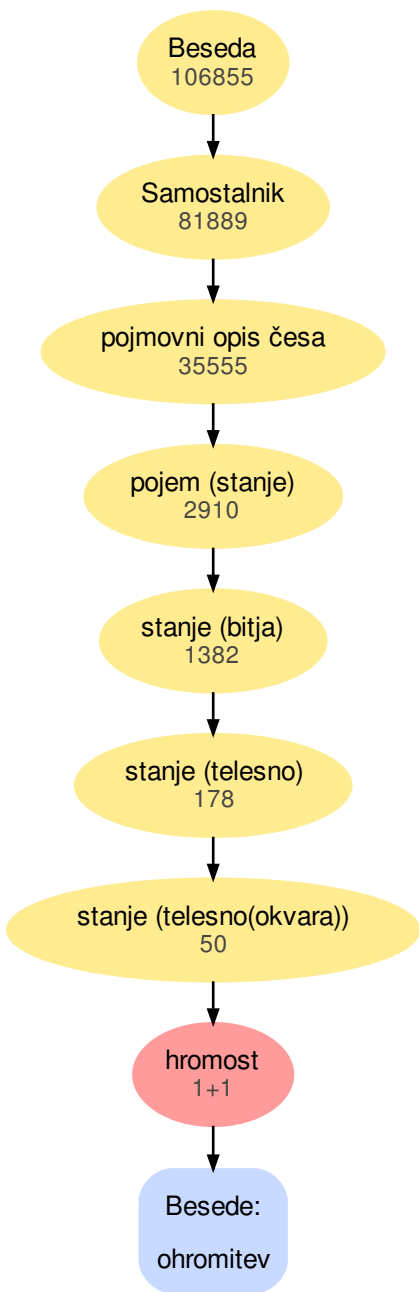 Beseda
106855
Samostalnik
81889
pojmovni opis česa
35555
pojem (stanje)
2910
stanje (bitja)
1382
stanje (telesno)
178
stanje (telesno(okvara))
50
hromost
1+1
Besede:
ohromitev